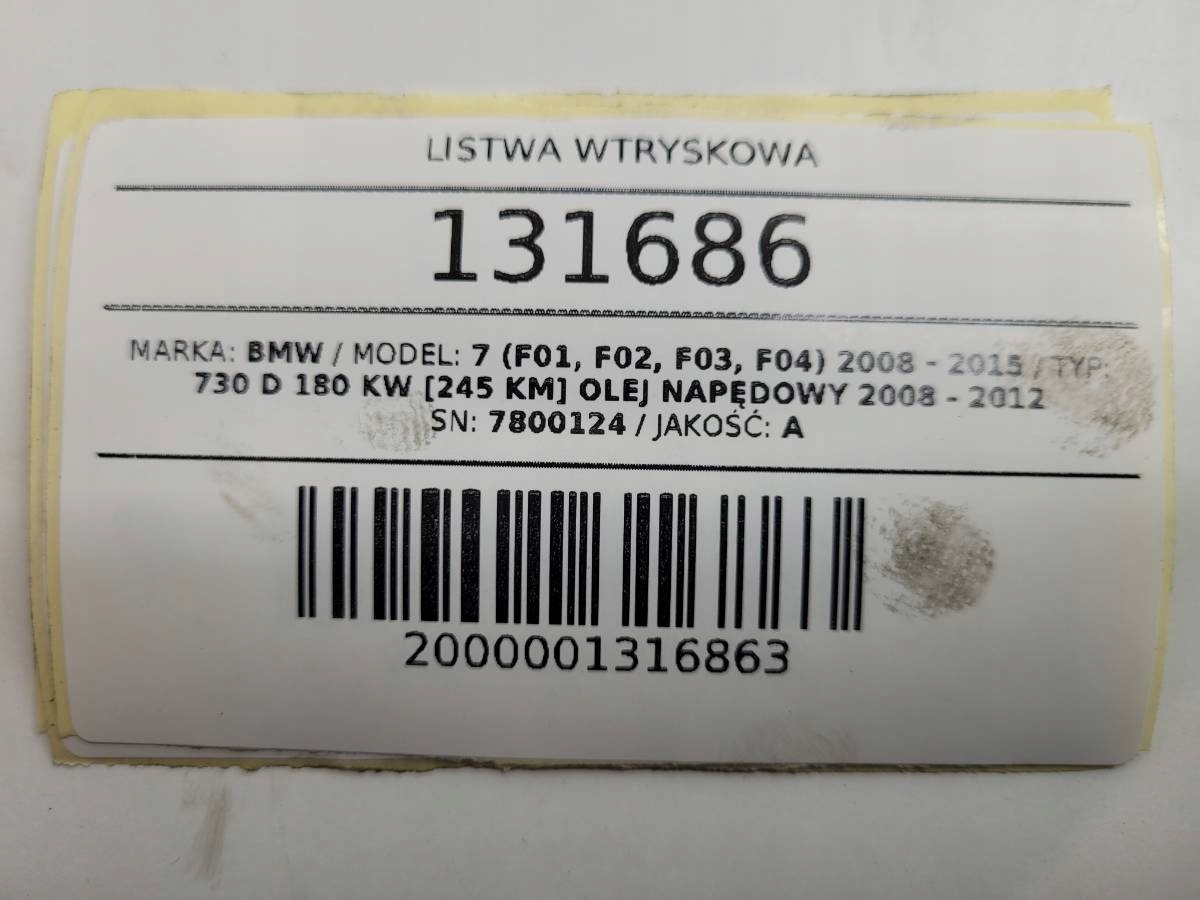 LISTWA WTRYSKOWA
131686
MARKA: BMW / MODEL: 7 (F01, F02, F03, F04) 2008 - 2015 / TYP:
730 D 180 KW [245 KM] OLEJ NAPĘDOWY 2008 - 2012
SN: 7800124 / JAKOŚĆ: A
2000001316863